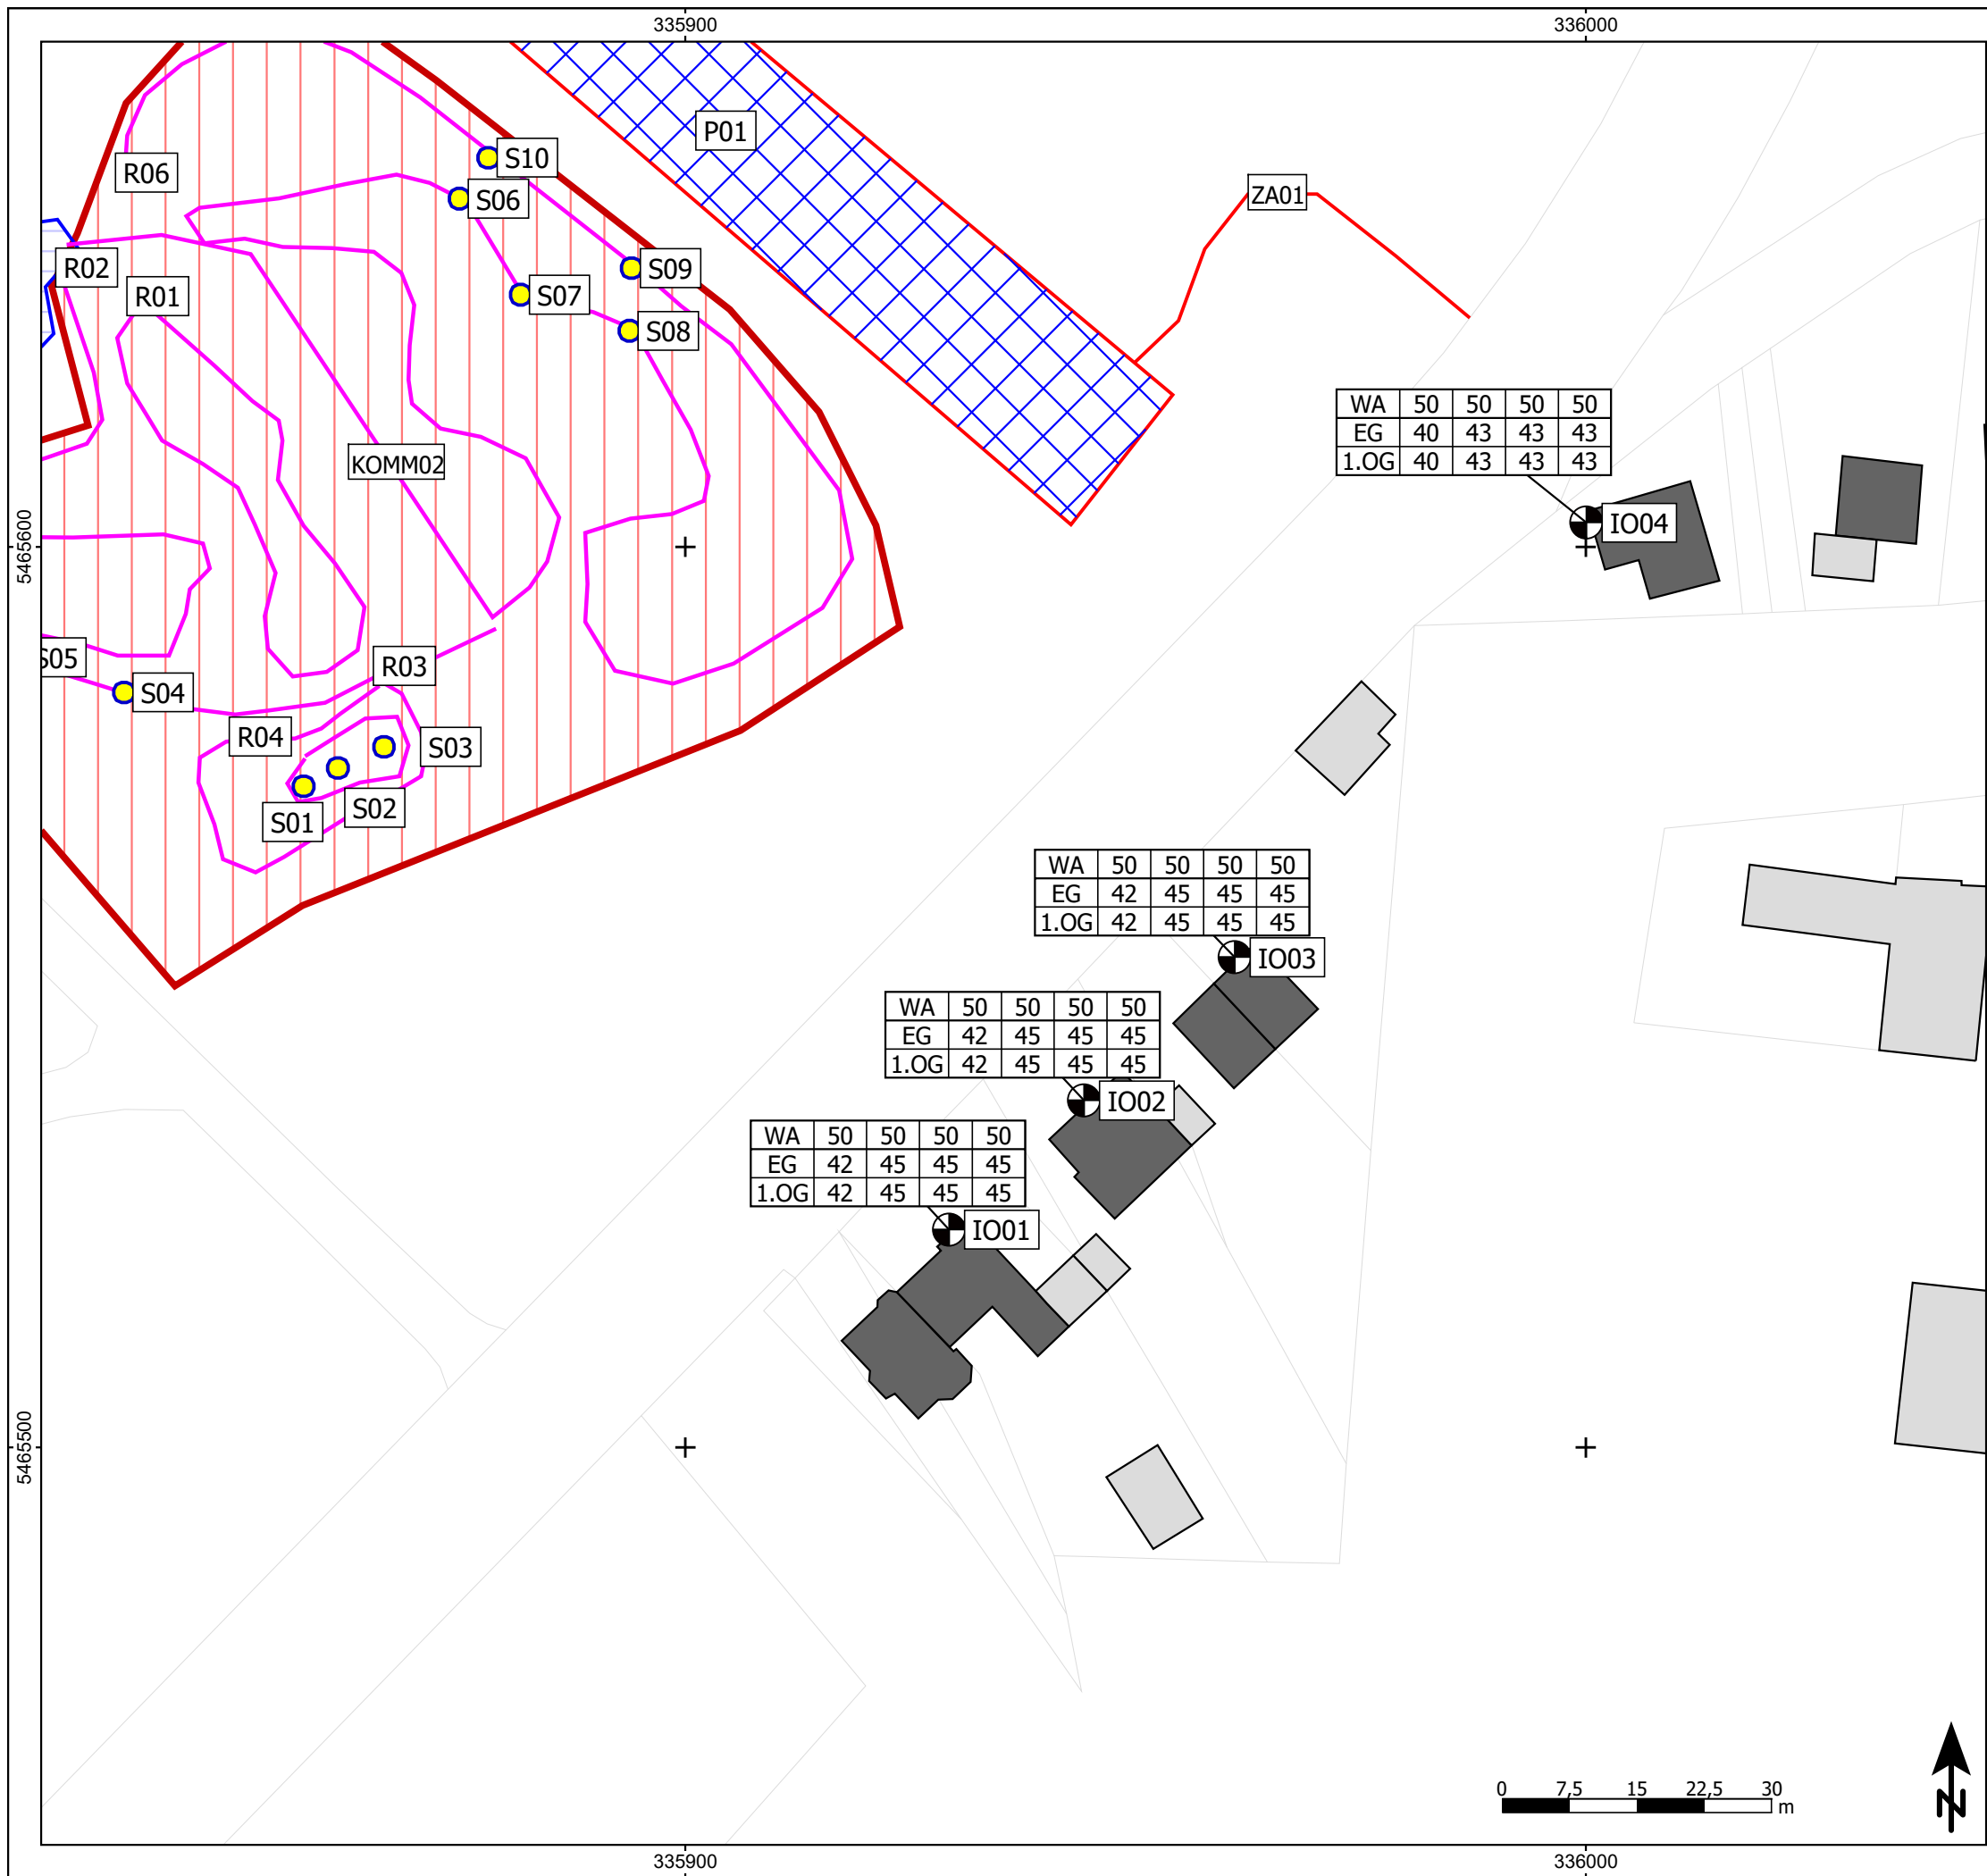 335900 336000
P01
S10
R06
ZA01
S06
R02
S09
R01
S07
S08
WA 50 50 50 50
EG 40 43 43 43
1.OG 40 43 43 43
KOMM02
IO04
5465600
S05
R03
S04
R04
S03
S02
S01
WA 50 50 50 50
EG 42 45 45 45
1.OG 42 45 45 45
IO03
WA 50 50 50 50
EG 42 45 45 45
1.OG 42 45 45 45
IO02
WA 50 50 50 50
EG 42 45 45 45
1.OG 42 45 45 45
IO01
5465500
0 7,5 15 22,5 30
m
N
335900 336000